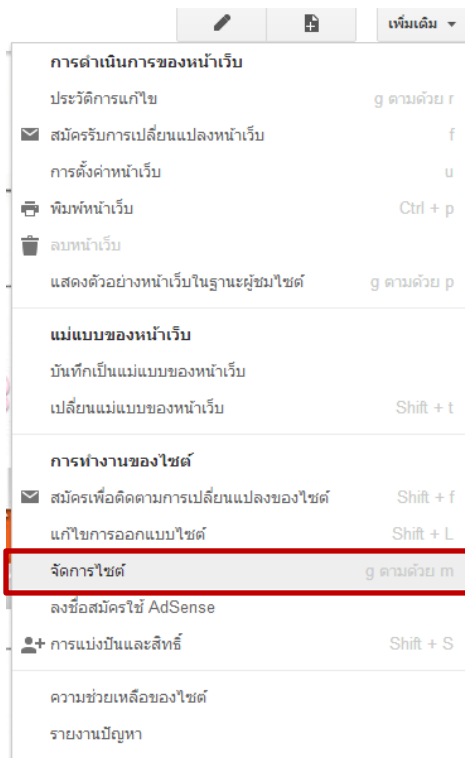 เพิ่มเติม
การดำเนินการของหน้าเว็บ
ประวัติการแก้ไข g ตามด้วย r
สมัครรับการเปลี่ยนแปลงหน้าเว็บ f
การตั้งค่าหน้าเว็บ u
พิมพ์หน้าเว็บ Ctrl + p
ลบหน้าเว็บ
แสดงตัวอย่างหน้าเว็บในฐานะผู้ชมไซต์ g ตามด้วย p
แม่แบบของหน้าเว็บ
บันทึกเป็นแม่แบบของหน้าเว็บ
เปลี่ยนแม่แบบของหน้าเว็บ Shift + t
การทำงานของไซต์
สมัครเพื่อติดตามการเปลี่ยนแปลงของไซต์ Shift + f
แก้ไขการออกแบบไซต์ Shift + L
จัดการไซต์ g ตามด้วย m
ลงชื่อสมัครใช้ AdSense
การแบ่งปันและสิทธิ์ Shift + S
ความช่วยเหลือของไซต์
รายงานปัญหา